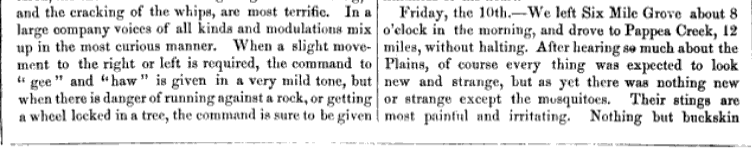 and the cracking of the whips, are most terrific. In a
large company voices of all kinds and modulations mix
up in the most curious manner. When a slight move-
ment to the right or left is required, the command to
“ gee ” and “ haw ” is given in a very mild tone, but
when there is danger of running against a rock, or getting
a wheel locked in a tree, the command is sure to be given
Friday, the 10th.—We left Six Mile Grove about 8
o'clock in the morning, and drove to Pappea Creek, 12
miles, without halting. After hearing so much about the
Plains, of course every thing was expected to look
new and strange, but as yet there was nothing new
or strange except the musquitoes. Their stings are
most painful and irritating. Nothing but buckskin